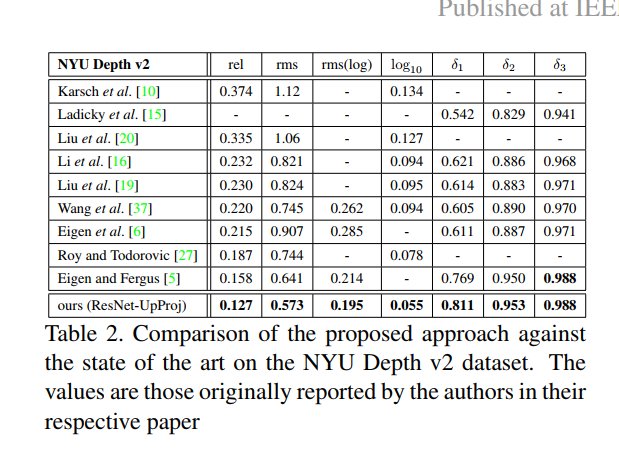 Published at IEE
NYU Depth v2 rel rms rms(log) log10 δ1 δ2 δ3
Karsch et al. [10] 0.374 1.12 - 0.134 - - -
Ladicky et al. [15] - - - - 0.542 0.829 0.941
Liu et al. [20] 0.335 1.06 - 0.127 - - -
Li et al. [16] 0.232 0.821 - 0.094 0.621 0.886 0.968
Liu et al. [19] 0.230 0.824 - 0.095 0.614 0.883 0.971
Wang et al. [37] 0.220 0.745 0.262 0.094 0.605 0.890 0.970
Eigen et al. [6] 0.215 0.907 0.285 - 0.611 0.887 0.971
Roy and Todorovic [27] 0.187 0.744 - 0.078 - - -
Eigen and Fergus [5] 0.158 0.641 0.214 - 0.769 0.950 0.988
ours (ResNet-UpProj) 0.127 0.573 0.195 0.055 0.811 0.953 0.988
Table 2. Comparison of the proposed approach against
the state of the art on the NYU Depth v2 dataset. The
values are those originally reported by the authors in their
respective paper